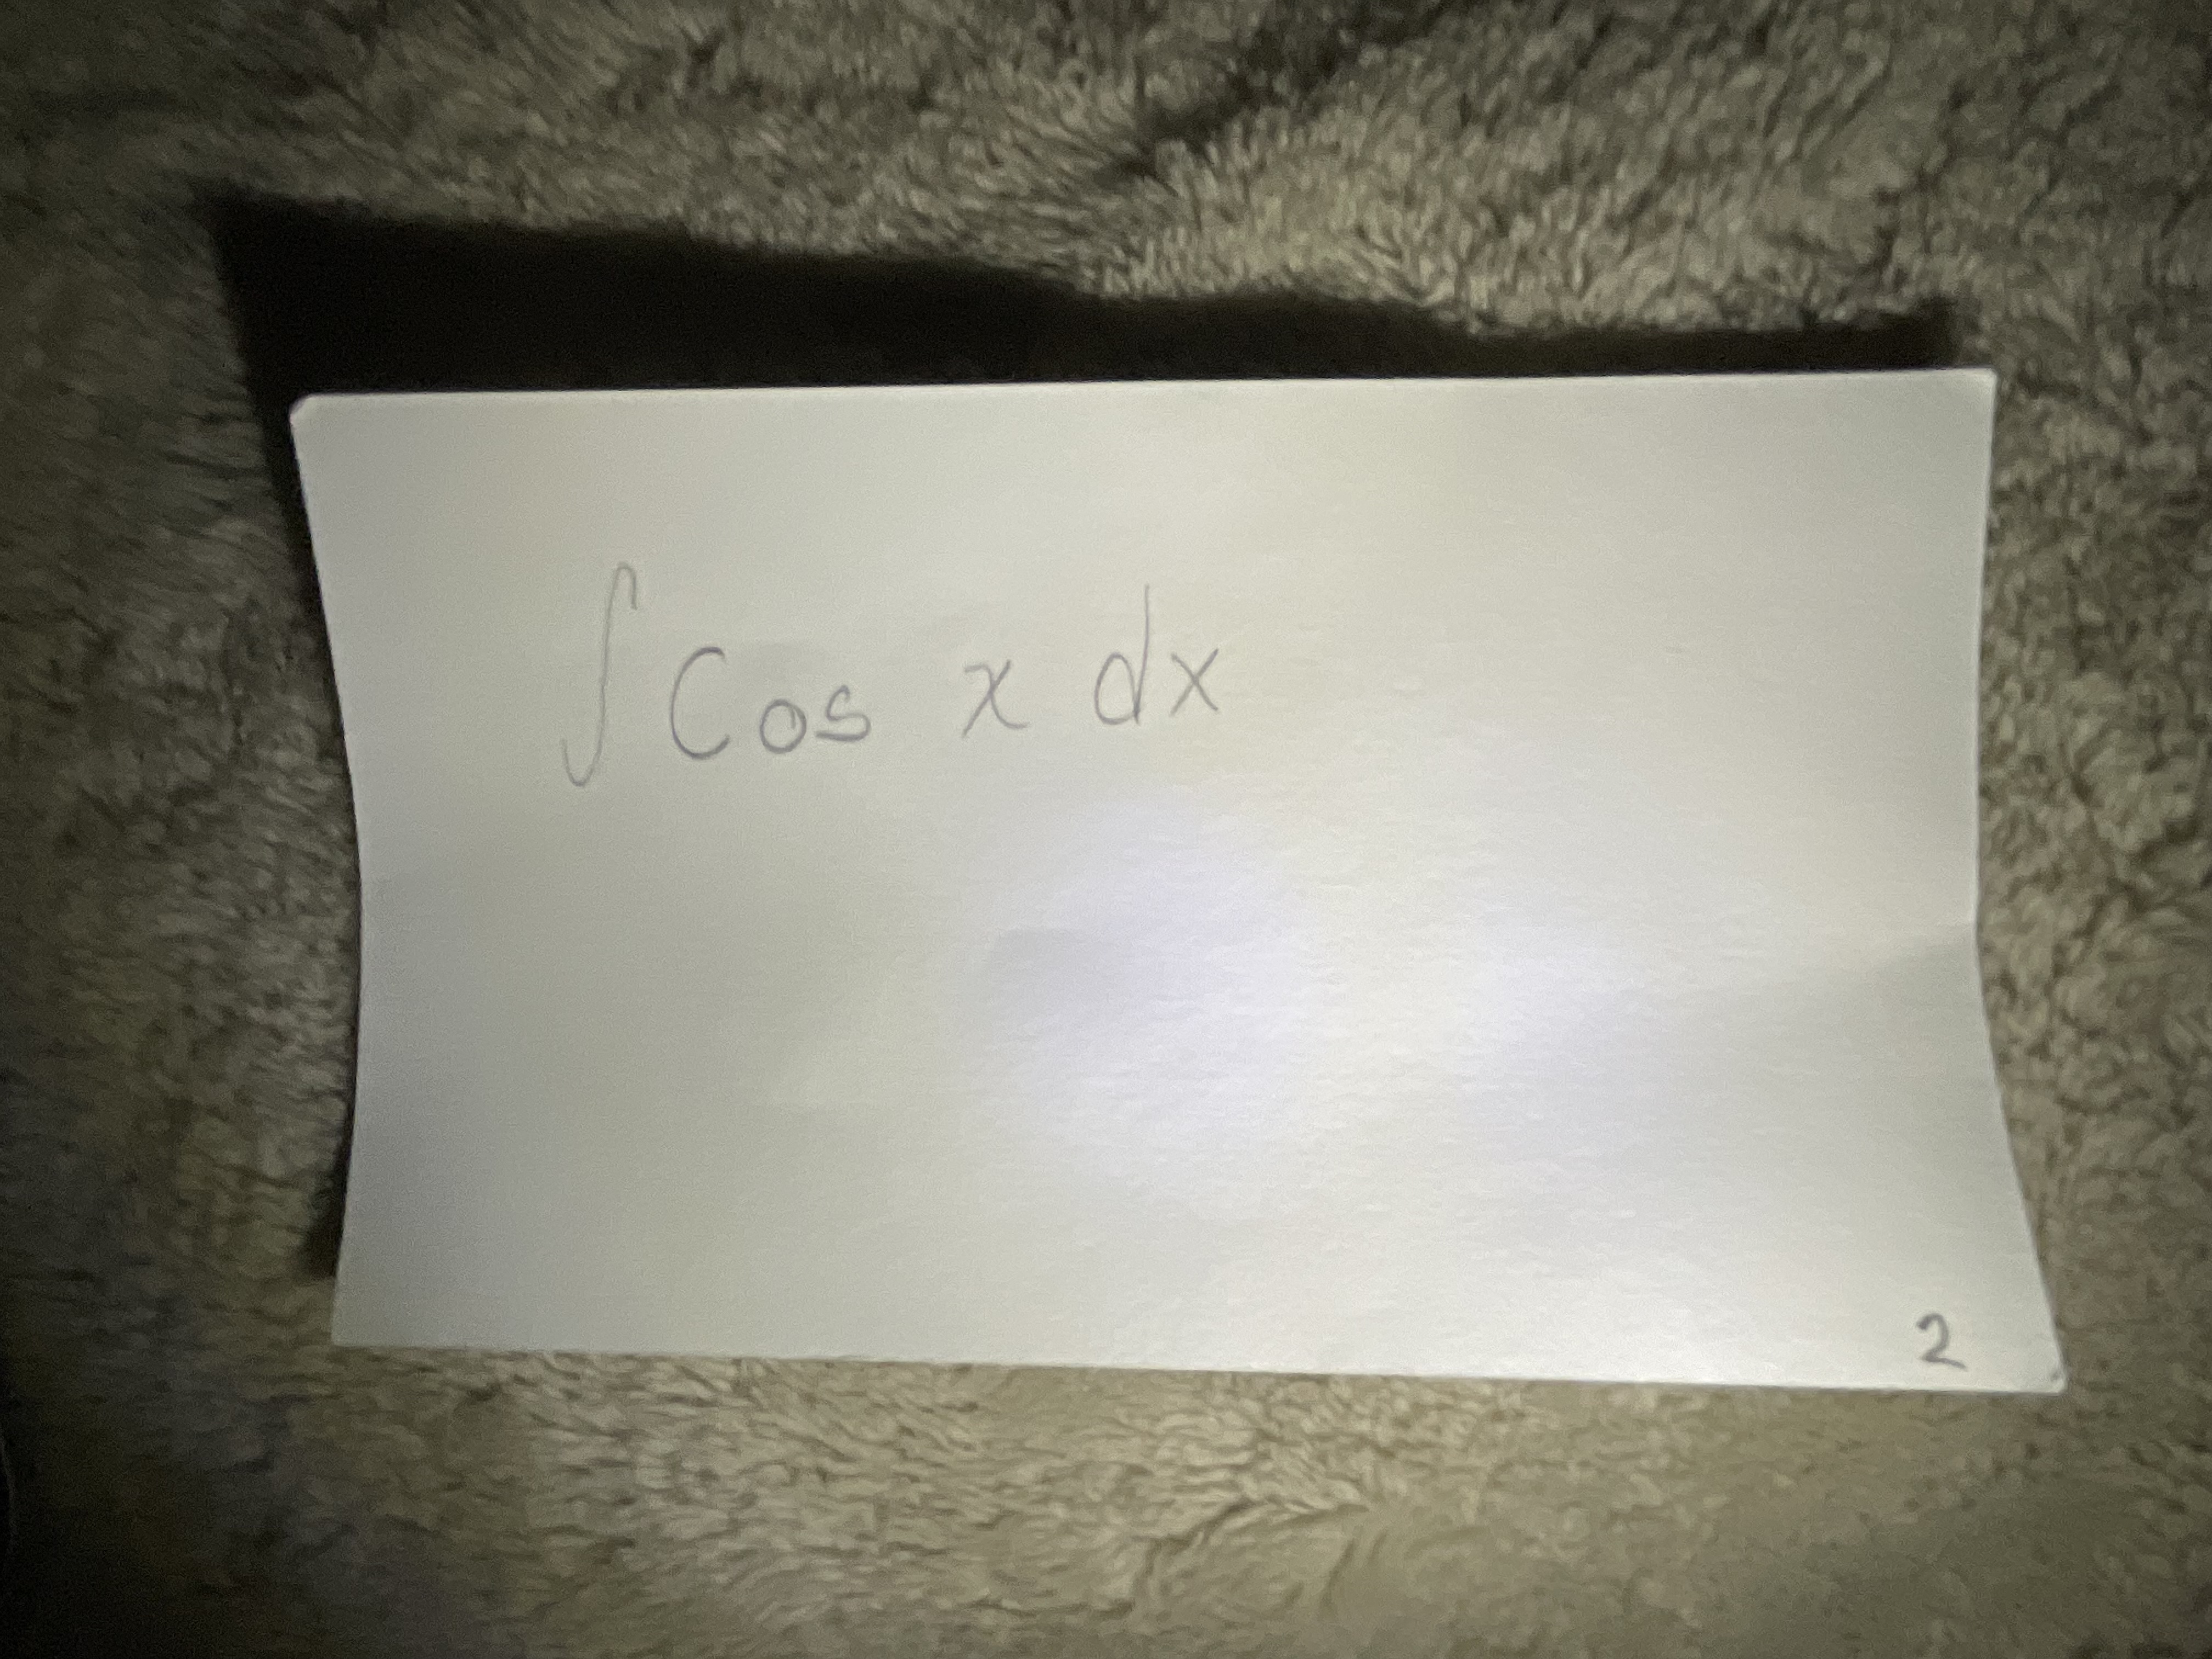 ∫ Cos x dx
2